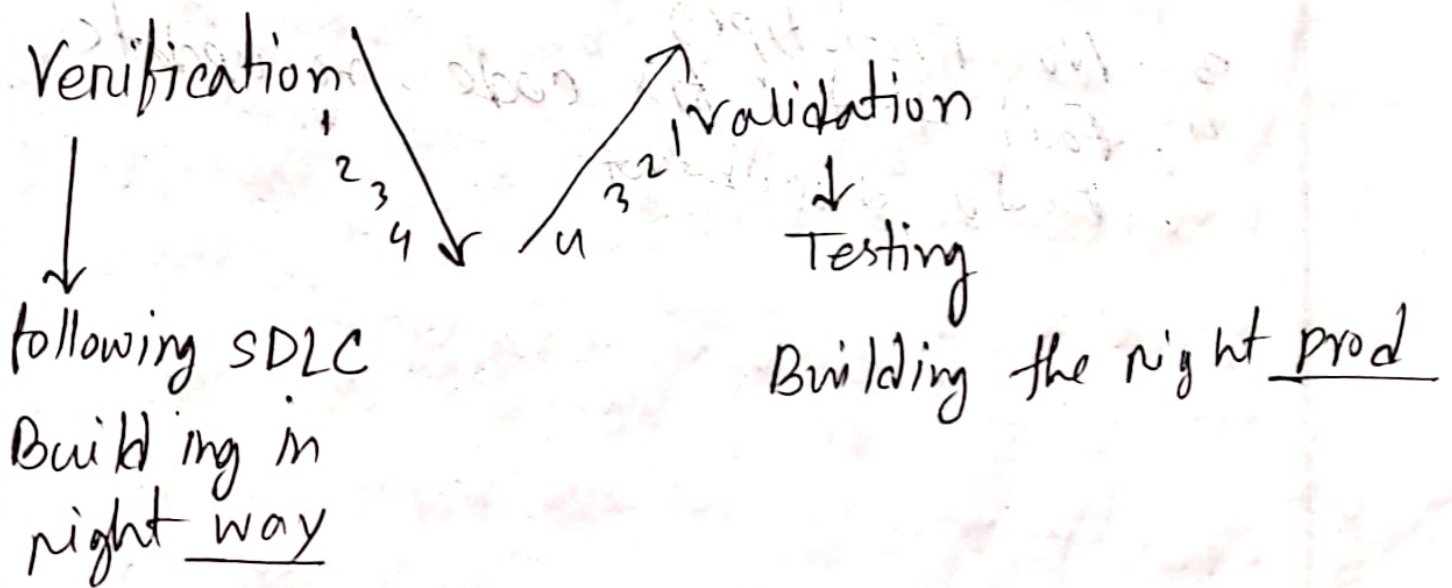 Verification
validation
1
2
3
4
4
3
2
1
Testing
following SDLC
Building the right prod
Building in
right way